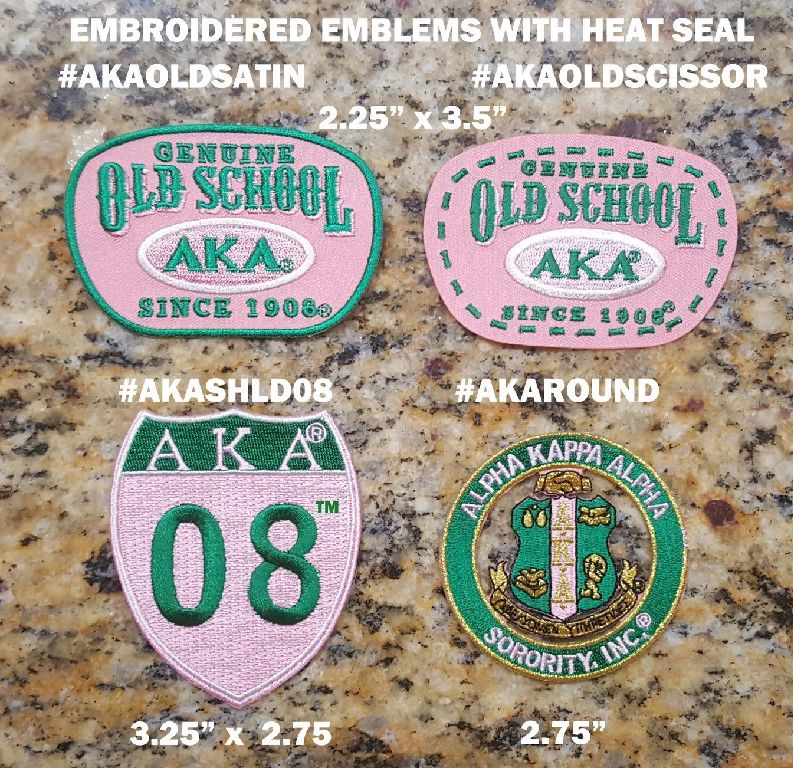 EMBROIDERED EMBLEMS WITH HEAT SEAL
#AKAOLDSATIN #AKAOLDSCISSOR
2.25” x 3.5”
GENUINE
OLD SCHOOL
AKA®
SINCE 1908®
GENUINE
OLD SCHOOL
AKA®
SINCE 1908®
#AKASHLD08 #AKAROUND
AKA®
08™
ALPHA KAPPA ALPHA
AKA
SORORITY, INC.®
3.25” x 2.75 2.75”